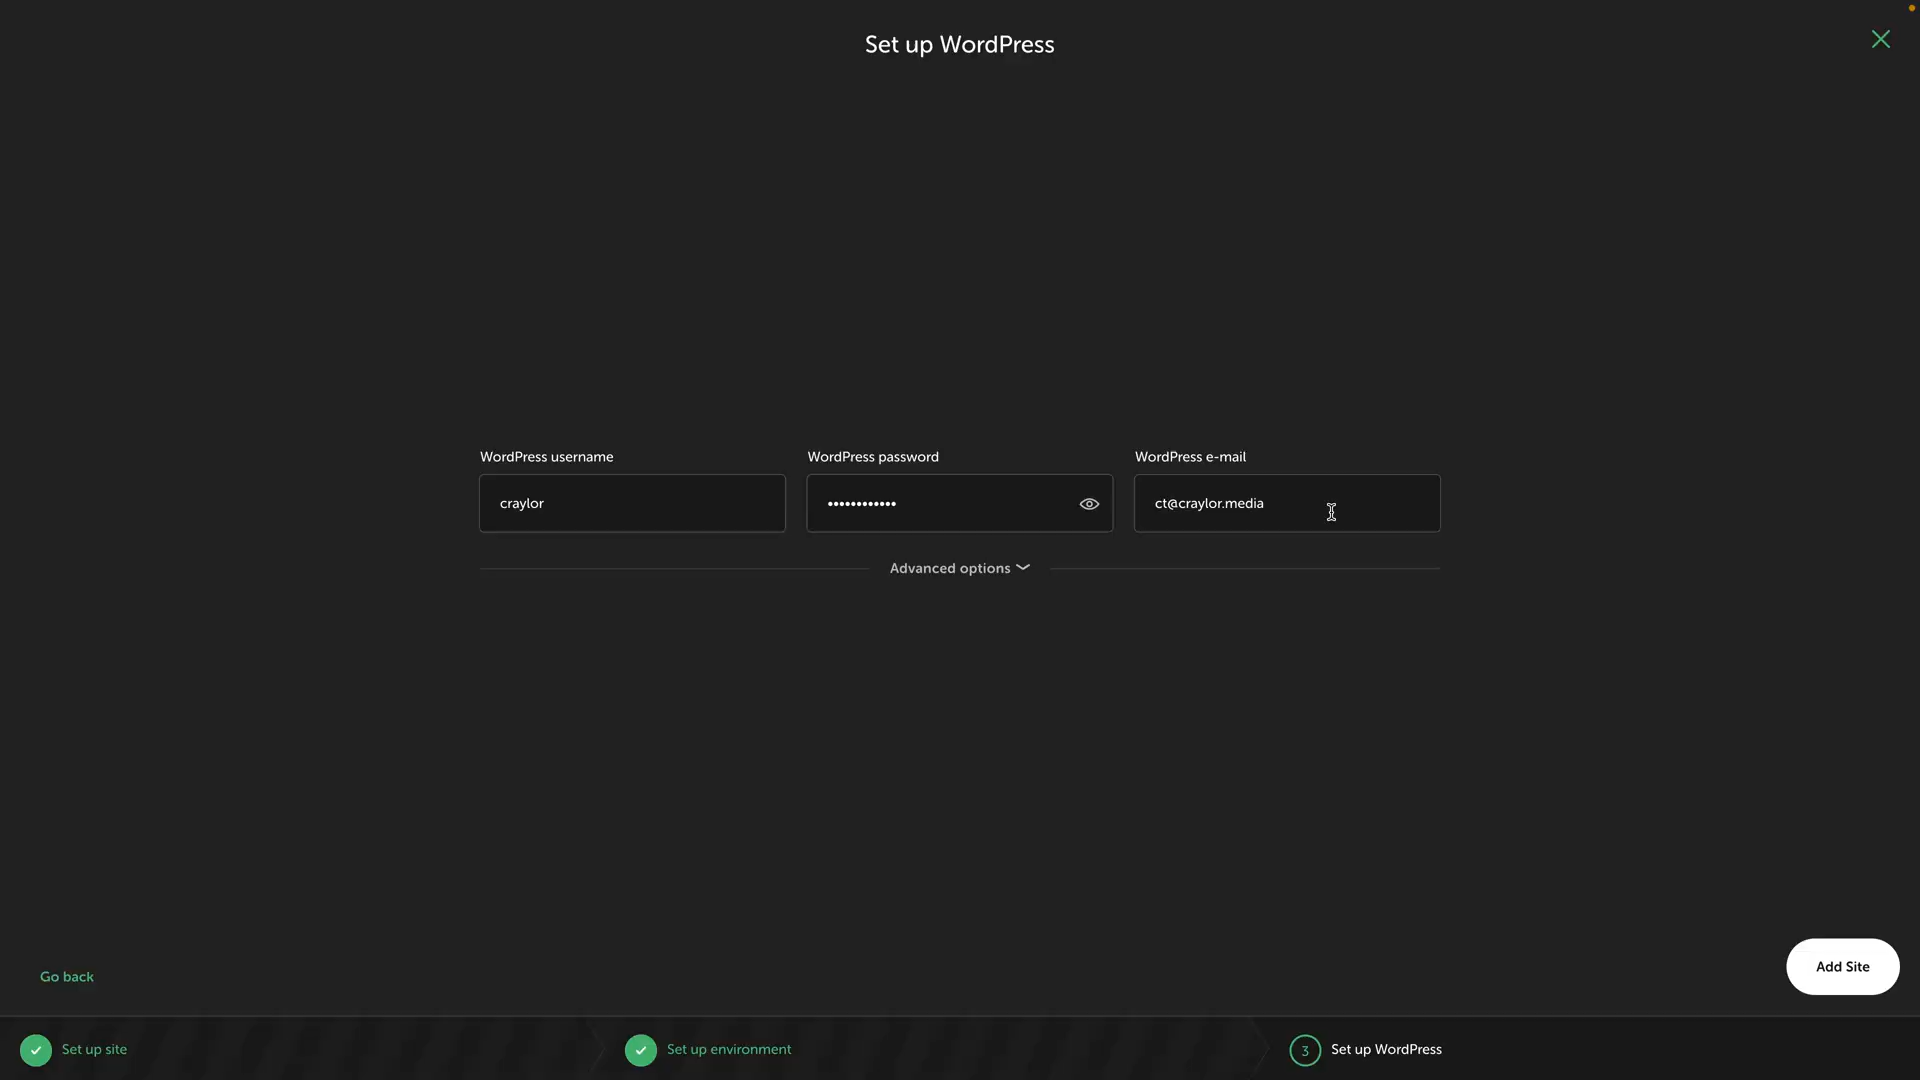 Set up WordPress
WordPress username
WordPress password
WordPress e-mail
craylor
••••••••••••
ct@craylor.media
Advanced options
Go back
Add Site
Set up site
Set up environment
3
Set up WordPress